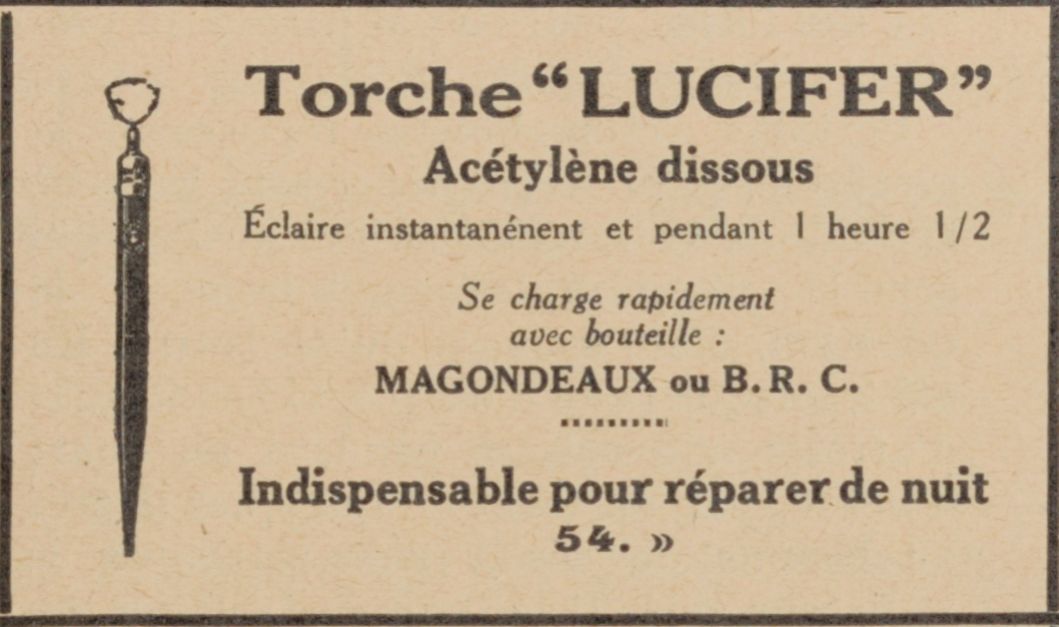 Torche “LUCIFER”
Acétylène dissous
Éclaire instantanénent et pendant 1 heure 1/2
Se charge rapidement
avec bouteille :
MAGONDEAUX ou B. R. C.
Indispensable pour réparer de nuit
54. »